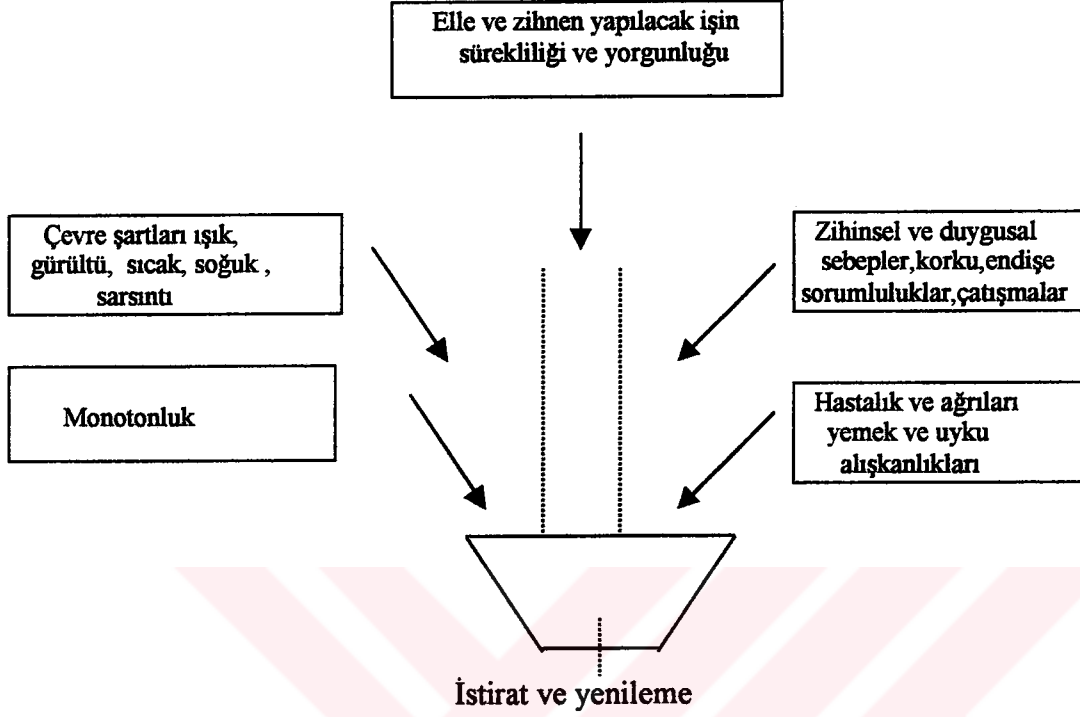 Elle ve zihnen yapılacak işin
sürekliliği ve yorgunluğu
Çevre şartları ışık,
gürültü, sıcak, soğuk ,
sarsıntı
Zihinsel ve duygusal
sebepler,korku,endişe
sorumluluklar,çatışmalar
Monotonluk
Hastalık ve ağrıları
yemek ve uyku
alışkanlıkları
İstirat ve yenileme